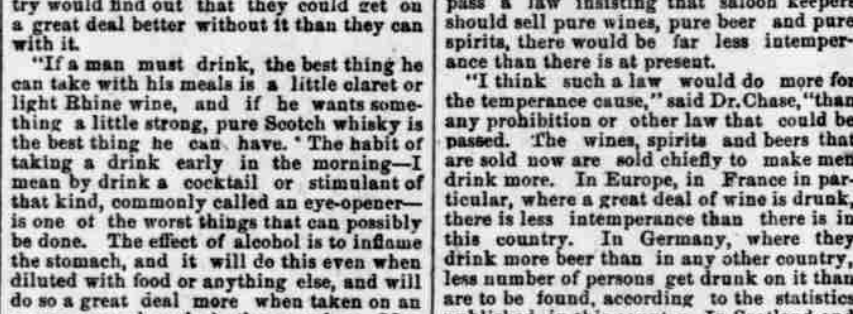 try would find out that they could get on
a great deal better without it than they can
with it.
"If a man must drink, the best thing he
can take with his meals is a little claret or
light Rhine wine, and if he wants some-
thing a little strong, pure Scotch whisky is
the best thing he can have. The habit of
taking a drink early in the morning—I
mean by drink a cocktail or stimulant of
that kind, commonly called an eye-opener—
is one of the worst things that can possibly
be done. The effect of alcohol is to inflame
the stomach, and it will do this even when
diluted with food or anything else, and will
do so a great deal more when taken on an
pass a law insisting that saloon keepers
should sell pure wines, pure beer and pure
spirits, there would be far less intemper-
ance than there is at present.
"I think such a law would do more for
the temperance cause," said Dr. Chase, "than
any prohibition or other law that could be
passed. The wines, spirits and beers that
are sold now are sold chiefly to make men
drink more. In Europe, in France in par-
ticular, where a great deal of wine is drunk,
there is less intemperance than there is in
this country. In Germany, where they
drink more beer than in any other country,
less number of persons get drunk on it than
are to be found, according to the statistics